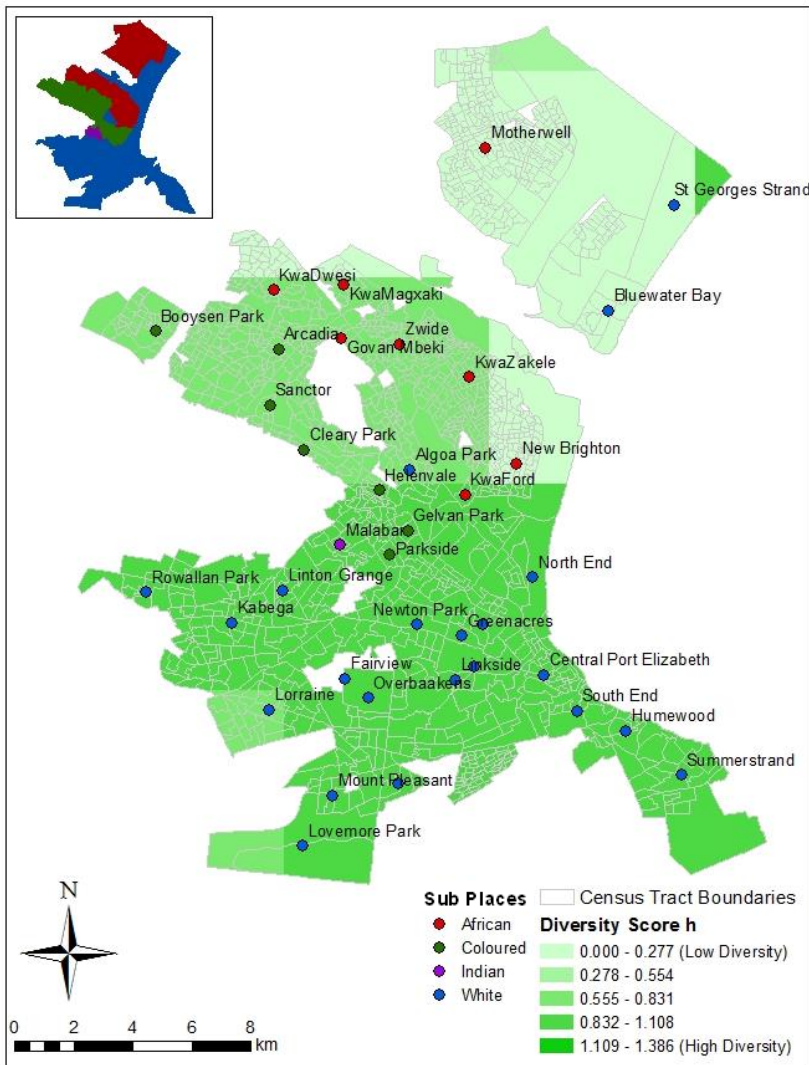 Motherwell
St Georges Strand
KwaDwesi
KwaMagxaki
Bluewater Bay
Booysen Park
Arcadia
Zwide
Govan Mbeki
KwaZakele
Sanctor
Cleary Park
Algoa Park
New Brighton
Helenvale
KwaFord
Gelvan Park
Malabar
Parkside
Rowallan Park
Linton Grange
North End
Kabega
Newton Park
Greenacres
Fairview
Linkside
Central Port Elizabeth
Overbaakens
Lorraine
South End
Humewood
Mount Pleasant
Summerstrand
Lovemore Park
N
0 2 4 6 8
km
Sub Places
African
Coloured
Indian
White
Census Tract Boundaries
Diversity Score h
0.000 - 0.277 (Low Diversity)
0.278 - 0.554
0.555 - 0.831
0.832 - 1.108
1.109 - 1.386 (High Diversity)